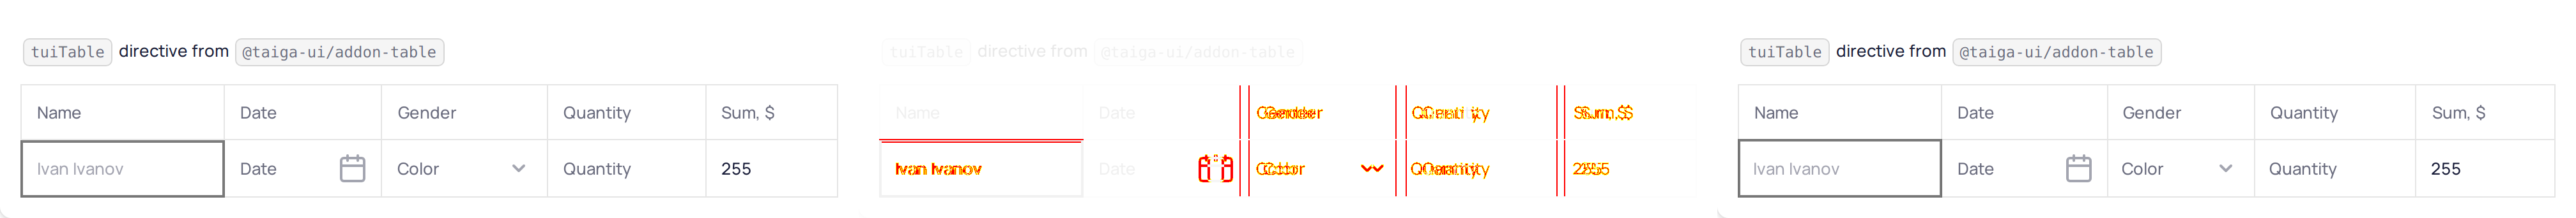 tuiTable directive from @taiga-ui/addon-table
Name Date Gender Quantity Sum, $
Ivan Ivanov Date Color Quantity 255
tuiTable directive from @taiga-ui/addon-table
Name Date Gender Quantity Sum, $
Ivan Ivanov Date Color Quantity 255
tuiTable directive from @taiga-ui/addon-table
Name Date Gender Quantity Sum, $
Ivan Ivanov Date Color Quantity 255